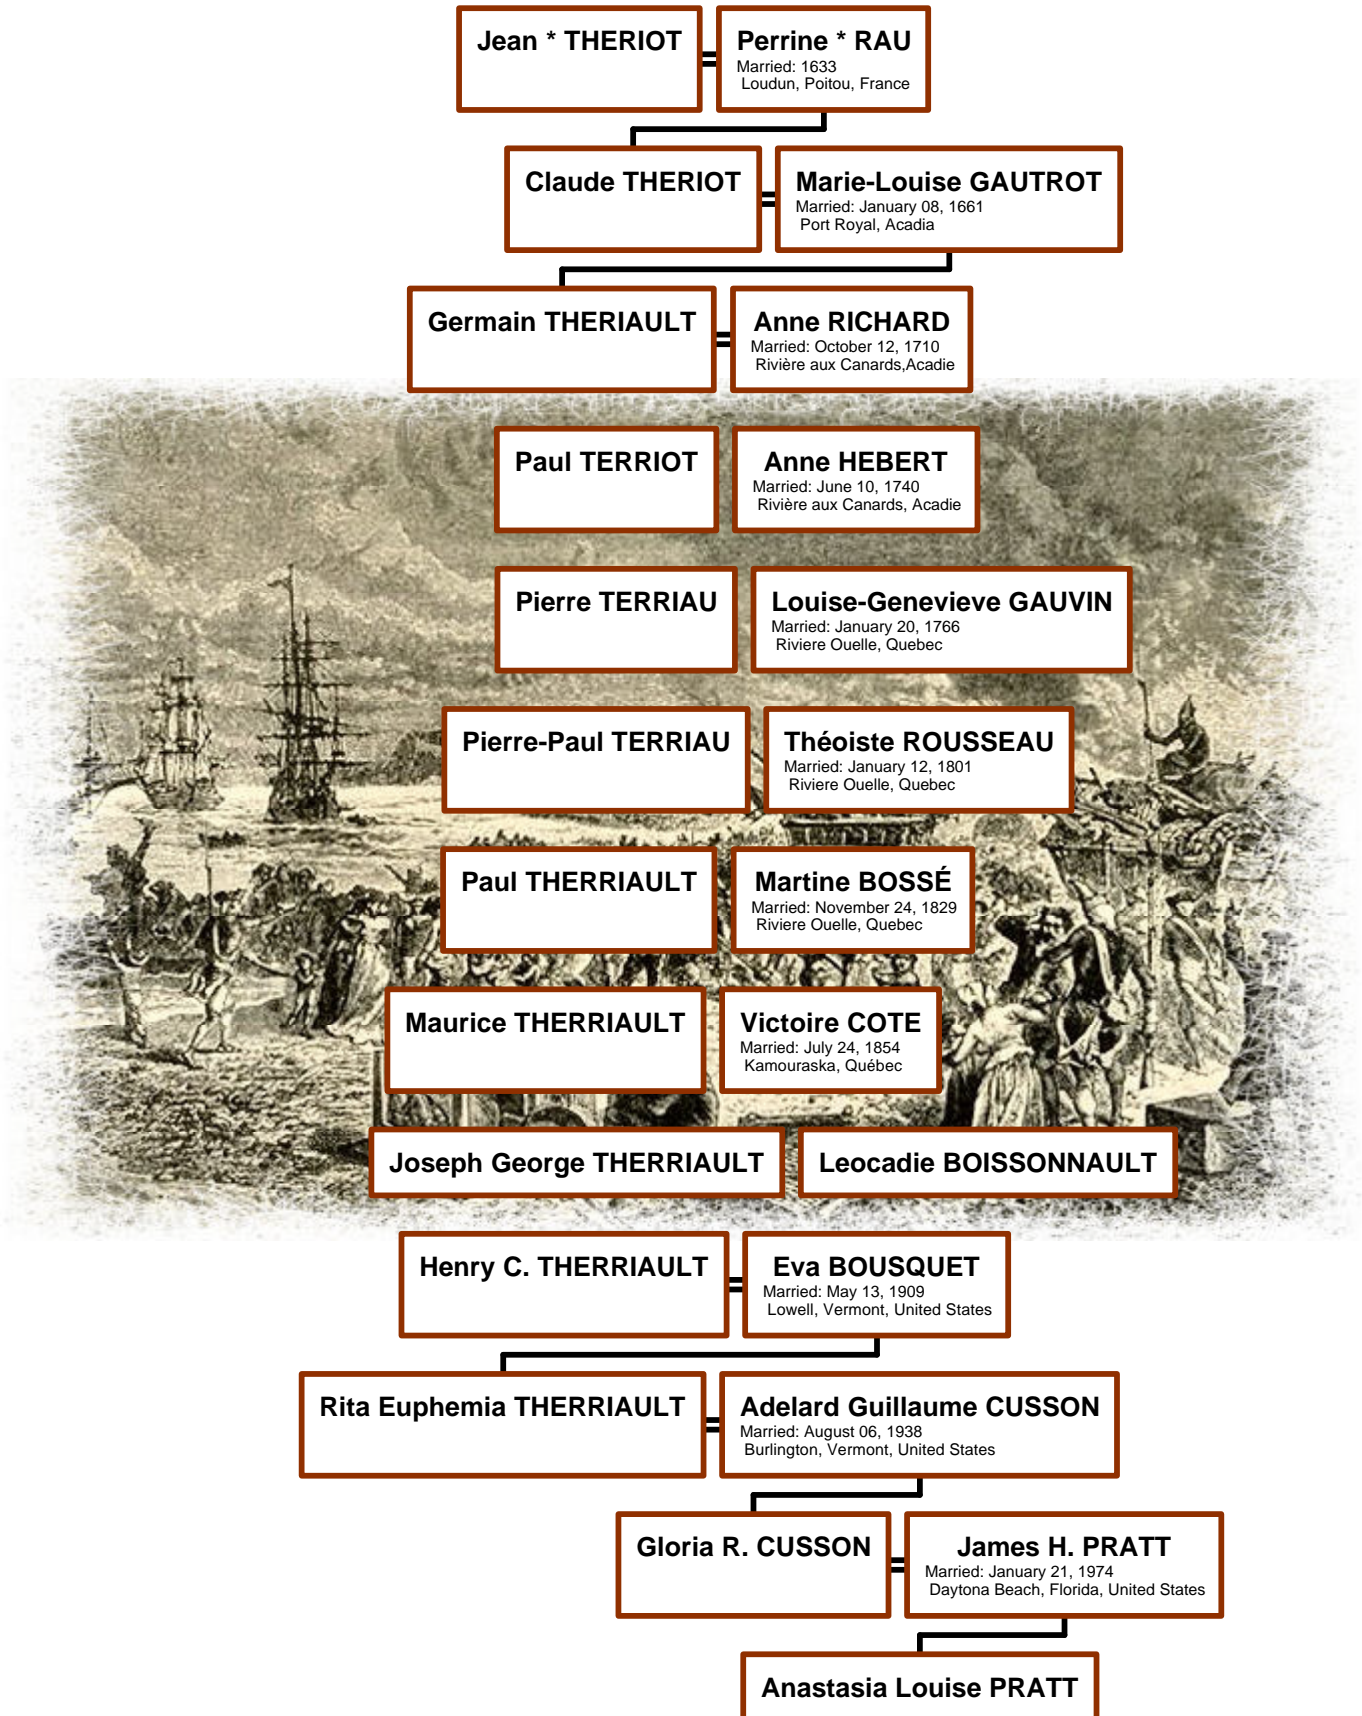 Jean * THERIOT
Perrine * RAU
Married: 1633
Loudun, Poitou, France
Claude THERIOT
Marie-Louise GAUTROT
Married: January 08, 1661
Port Royal, Acadia
Germain THERIAULT
Anne RICHARD
Married: October 12, 1710
Rivière aux Canards,Acadie
Paul TERRIOT
Anne HEBERT
Married: June 10, 1740
Rivière aux Canards, Acadie
Pierre TERRIAU
Louise-Genevieve GAUVIN
Married: January 20, 1766
Riviere Ouelle, Quebec
Pierre-Paul TERRIAU
Théoiste ROUSSEAU
Married: January 12, 1801
Riviere Ouelle, Quebec
Paul THERRIAULT
Martine BOSSÉ
Married: November 24, 1829
Riviere Ouelle, Quebec
Maurice THERRIAULT
Victoire COTE
Married: July 24, 1854
Kamouraska, Québec
Joseph George THERRIAULT
Leocadie BOISSONNAULT
Henry C. THERRIAULT
Eva BOUSQUET
Married: May 13, 1909
Lowell, Vermont, United States
Rita Euphemia THERRIAULT
Adelard Guillaume CUSSON
Married: August 06, 1938
Burlington, Vermont, United States
Gloria R. CUSSON
James H. PRATT
Married: January 21, 1974
Daytona Beach, Florida, United States
Anastasia Louise PRATT